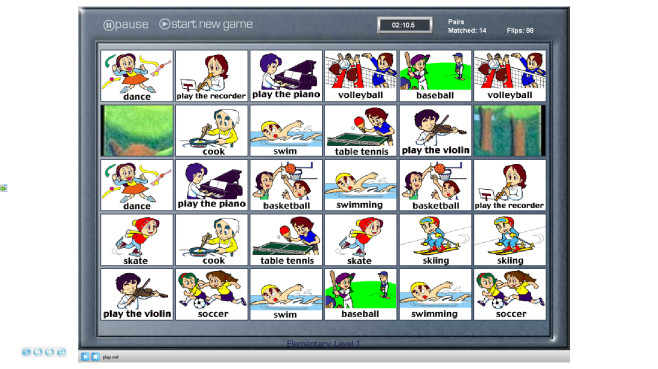 pause start new game 02:10.5 Pairs
Matched: 14 Flips: 98
dance play the recorder play the piano volleyball baseball volleyball
cook swim table tennis play the violin
dance play the piano basketball swimming basketball play the recorder
skate cook table tennis skate skiing skiing
play the violin soccer swim baseball swimming soccer
Elementary: Level 1
play swf